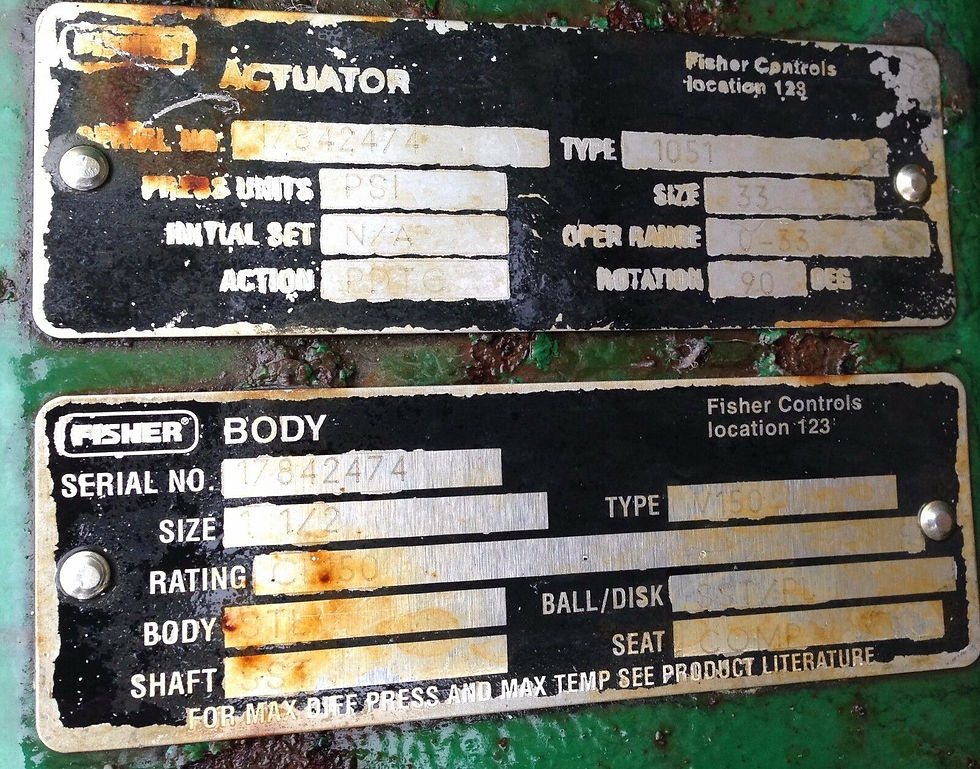 FISHER
ACTUATOR
Fisher Controls
location 123
SERIAL NO. 17842474 TYPE 1051
PRESS UNITS PSI SIZE 33
INITIAL SET N/A OPER RANGE 0-33
ACTION PDTC ROTATION 90 DEG
FISHER® BODY
Fisher Controls
location 123
SERIAL NO. 17842474
SIZE 1 1/2 TYPE V150
RATING
BODY BALL/DISK
SHAFT SEAT COMP
FOR MAX DIFF PRESS AND MAX TEMP SEE PRODUCT LITERATURE